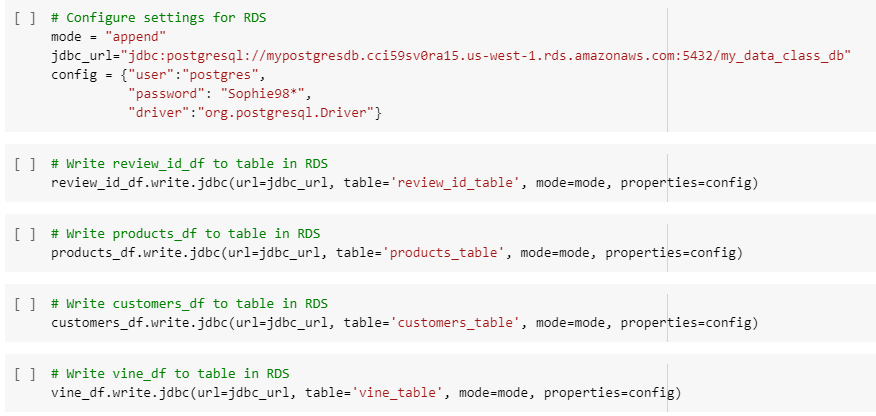 [ ] # Configure settings for RDS
mode = "append"
jdbc_url="jdbc:postgresql://mypostgresdb.cci59sv0ra15.us-west-1.rds.amazonaws.com:5432/my_data_class_db"
config = {"user":"postgres",
"password": "Sophie98*",
"driver":"org.postgresql.Driver"}
[ ] # Write review_id_df to table in RDS
review_id_df.write.jdbc(url=jdbc_url, table='review_id_table', mode=mode, properties=config)
[ ] # Write products_df to table in RDS
products_df.write.jdbc(url=jdbc_url, table='products_table', mode=mode, properties=config)
[ ] # Write customers_df to table in RDS
customers_df.write.jdbc(url=jdbc_url, table='customers_table', mode=mode, properties=config)
[ ] # Write vine_df to table in RDS
vine_df.write.jdbc(url=jdbc_url, table='vine_table', mode=mode, properties=config)